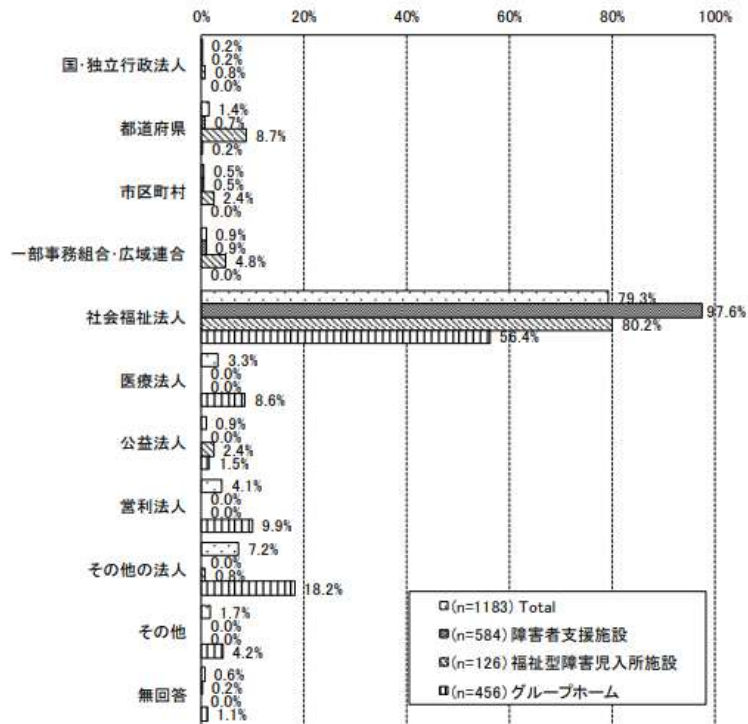 0% 20% 40% 60% 80% 100%
国・独立行政法人
0.2%
0.2%
0.8%
0.0%
都道府県
1.4%
0.7%
8.7%
0.2%
市区町村
0.5%
0.5%
2.4%
0.0%
一部事務組合・広域連合
0.9%
0.9%
4.8%
0.0%
社会福祉法人
79.3%
97.6%
80.2%
56.4%
医療法人
3.3%
0.0%
0.0%
8.6%
公益法人
0.9%
0.0%
2.4%
1.5%
営利法人
4.1%
0.0%
0.0%
9.9%
その他の法人
7.2%
0.0%
0.8%
18.2%
その他
1.7%
0.0%
0.0%
4.2%
無回答
0.6%
0.2%
0.0%
1.1%
(n=1183) Total
(n=584) 障害者支援施設
(n=126) 福祉型障害児入所施設
(n=456) グループホーム